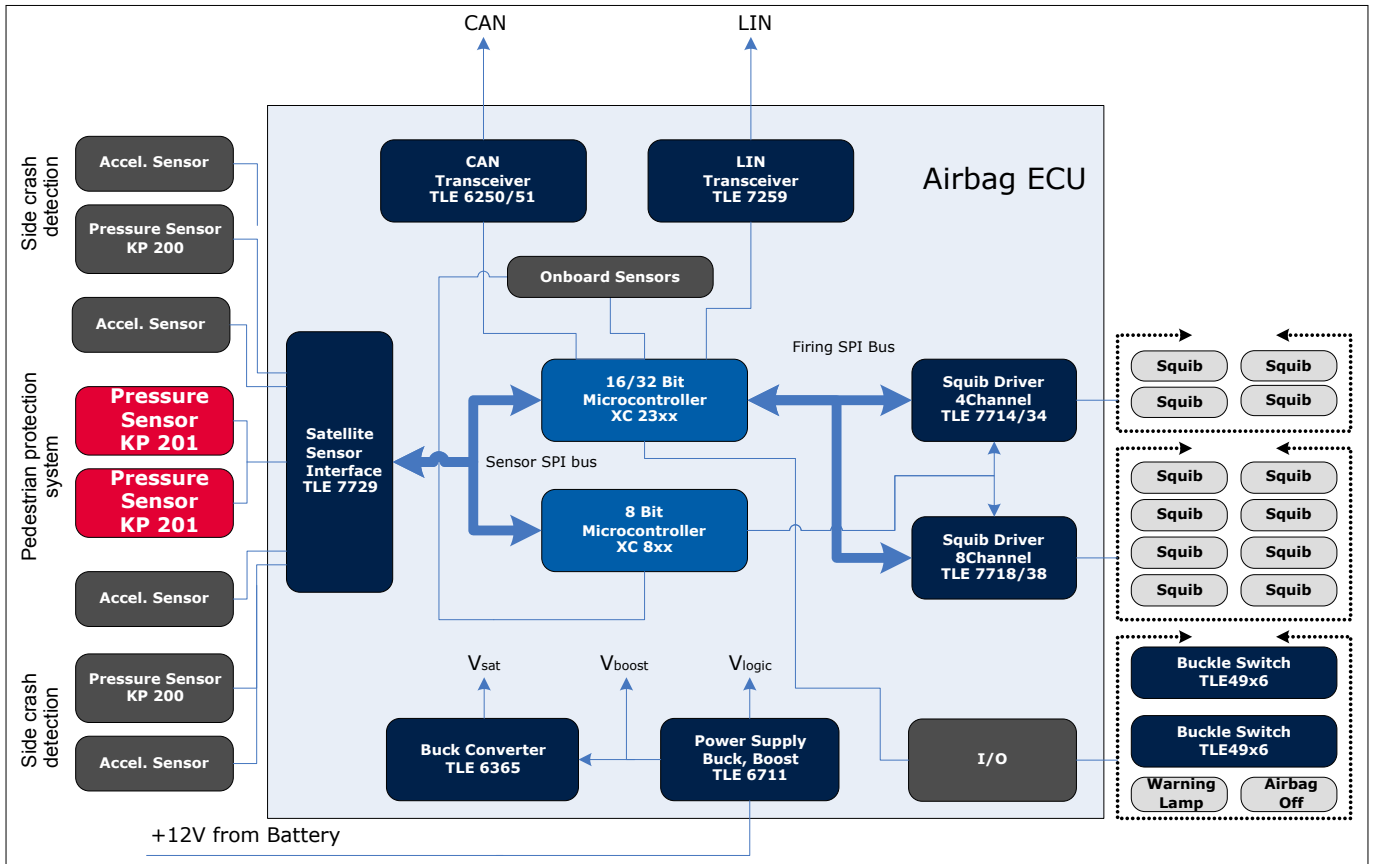 CAN
LIN
Airbag ECU
Side crash
detection
Accel. Sensor
Pressure Sensor
KP 200
Accel. Sensor
Pedestrian protection
system
Pressure
Sensor
KP 201
Pressure
Sensor
KP 201
Accel. Sensor
Side crash
detection
Pressure Sensor
KP 200
Accel. Sensor
CAN
Transceiver
TLE 6250/51
LIN
Transceiver
TLE 7259
Onboard Sensors
Satellite
Sensor
Interface
TLE 7729
Sensor SPI bus
16/32 Bit
Microcontroller
XC 23xx
8 Bit
Microcontroller
XC 8xx
Firing SPI Bus
Squib Driver
4Channel
TLE 7714/34
Squib Driver
8Channel
TLE 7718/38
Squib
Squib
Squib
Squib
Squib
Squib
Squib
Squib
Squib
Squib
Squib
Squib
Vsat
Vboost
Vlogic
Buck Converter
TLE 6365
Power Supply
Buck, Boost
TLE 6711
I/O
Buckle Switch
TLE49x6
Buckle Switch
TLE49x6
Warning
Lamp
Airbag
Off
+12V from Battery